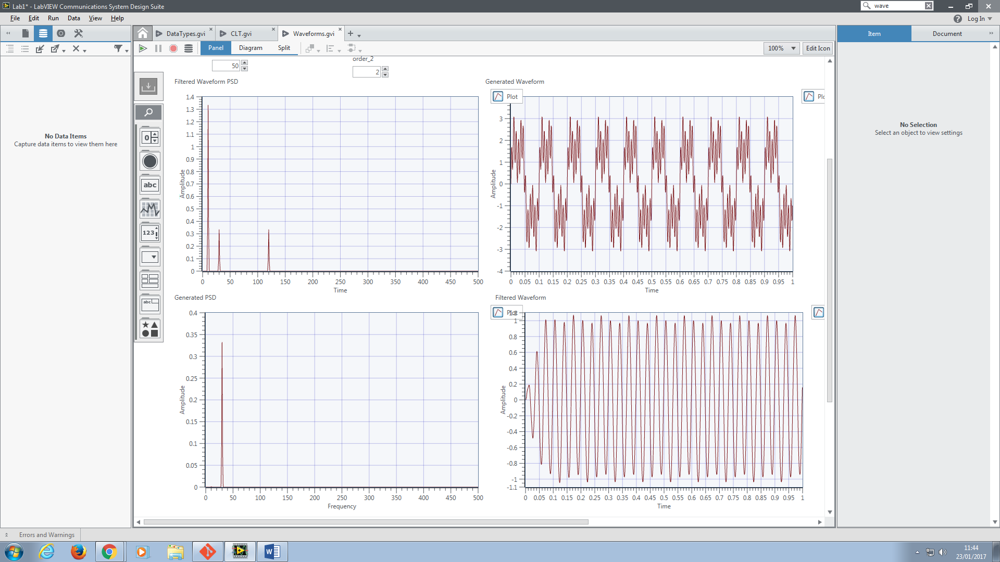 Lab1* - LabVIEW Communications System Design Suite
wave
File Edit Run Data View Help
Log In
DataTypes.gvi
CLT.gvi
Waveforms.gvi
Item
Document
Panel
Diagram
Split
100%
Edit Icon
50
order_2
2
No Data Items
Capture data items to view them here
No Selection
Select an object to view settings
0
abc
123
abc
Filtered Waveform PSD
1.4
1.3
1.2
1.1
1
0.9
0.8
0.7
0.6
0.5
0.4
0.3
0.2
0.1
0
Amplitude
0 50 100 150 200 250 300 350 400 450 500
Time
Generated Waveform
Plot
3
2
1
0
-1
-2
-3
-4
Amplitude
0 0.05 0.1 0.15 0.2 0.25 0.3 0.35 0.4 0.45 0.5 0.55 0.6 0.65 0.7 0.75 0.8 0.85 0.9 0.95 1
Time
Generated PSD
0.4
0.35
0.3
0.25
0.2
0.15
0.1
0.05
0
Amplitude
0 50 100 150 200 250 300 350 400 450 500
Frequency
Filtered Waveform
1
0.8
0.6
0.4
0.2
0
-0.2
-0.4
-0.6
-0.8
-1
-1.1
Amplitude
0 0.05 0.1 0.15 0.2 0.25 0.3 0.35 0.4 0.45 0.5 0.55 0.6 0.65 0.7 0.75 0.8 0.85 0.9 0.95 1
Time
Errors and Warnings
11:44
23/01/2017